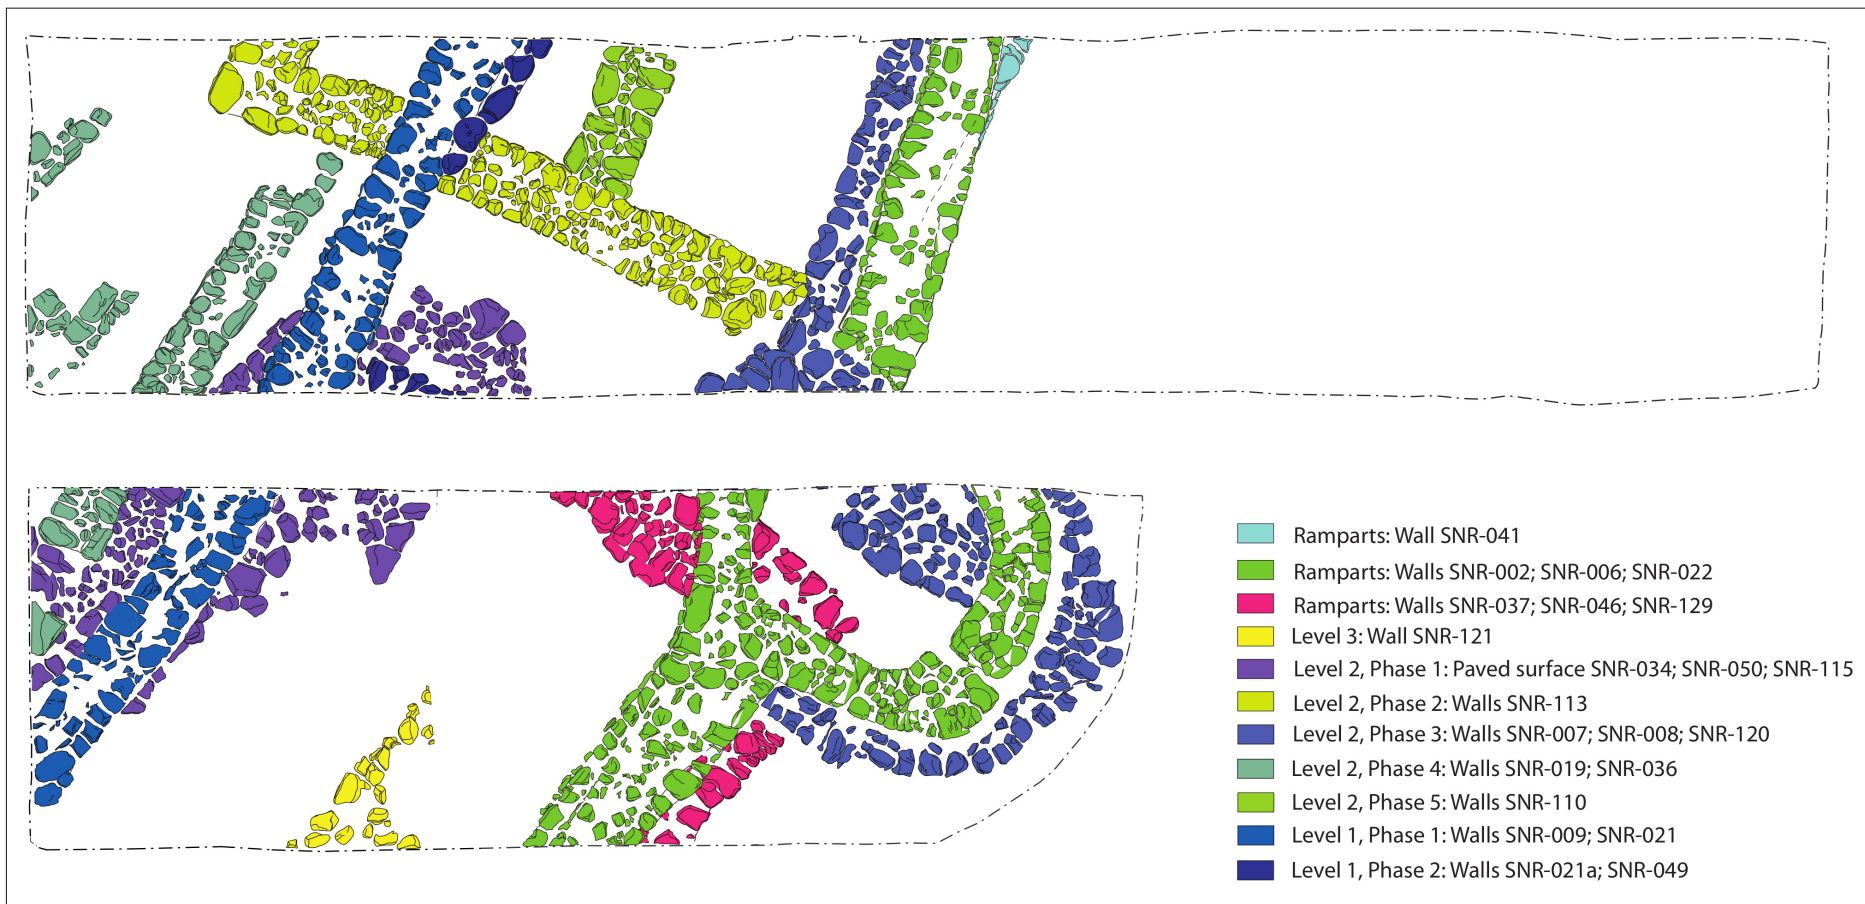 Ramparts: Wall SNR-041
Ramparts: Walls SNR-002; SNR-006; SNR-022
Ramparts: Walls SNR-037; SNR-046; SNR-129
Level 3: Wall SNR-121
Level 2, Phase 1: Paved surface SNR-034; SNR-050; SNR-115
Level 2, Phase 2: Walls SNR-113
Level 2, Phase 3: Walls SNR-007; SNR-008; SNR-120
Level 2, Phase 4: Walls SNR-019; SNR-036
Level 2, Phase 5: Walls SNR-110
Level 1, Phase 1: Walls SNR-009; SNR-021
Level 1, Phase 2: Walls SNR-021a; SNR-049